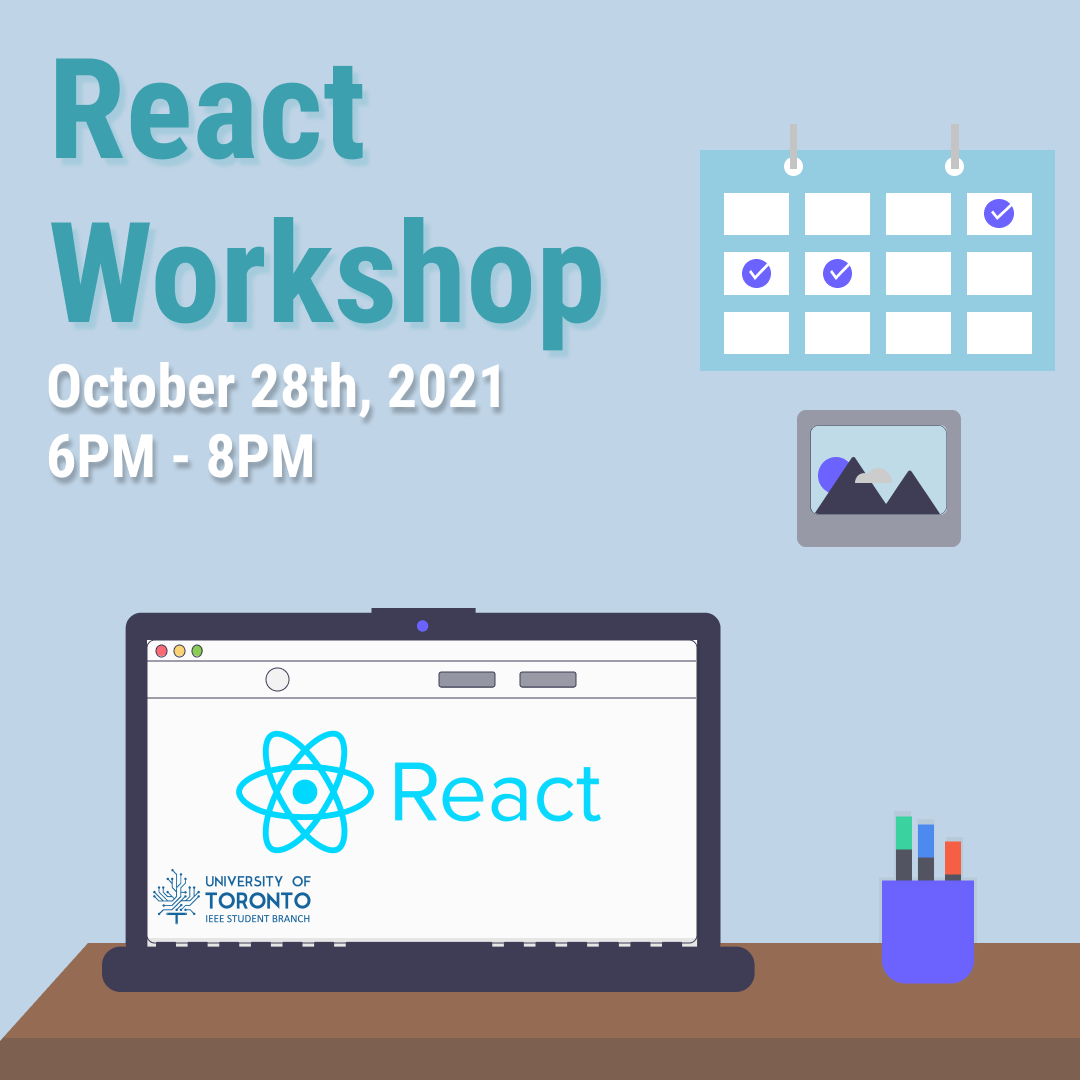 React
Workshop
October 28th, 2021
6PM - 8PM
React
UNIVERSITY OF
TORONTO
IEEE STUDENT BRANCH